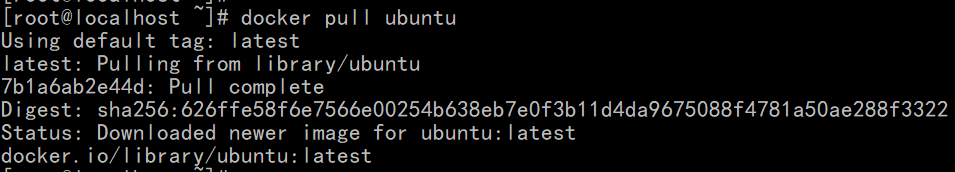 [root@localhost ~]# docker pull ubuntu
Using default tag: latest
latest: Pulling from library/ubuntu
7b1a6ab2e44d: Pull complete
Digest: sha256:626ffe58f6e7566e00254b638eb7e0f3b11d4da9675088f4781a50ae288f3322
Status: Downloaded newer image for ubuntu:latest
docker.io/library/ubuntu:latest